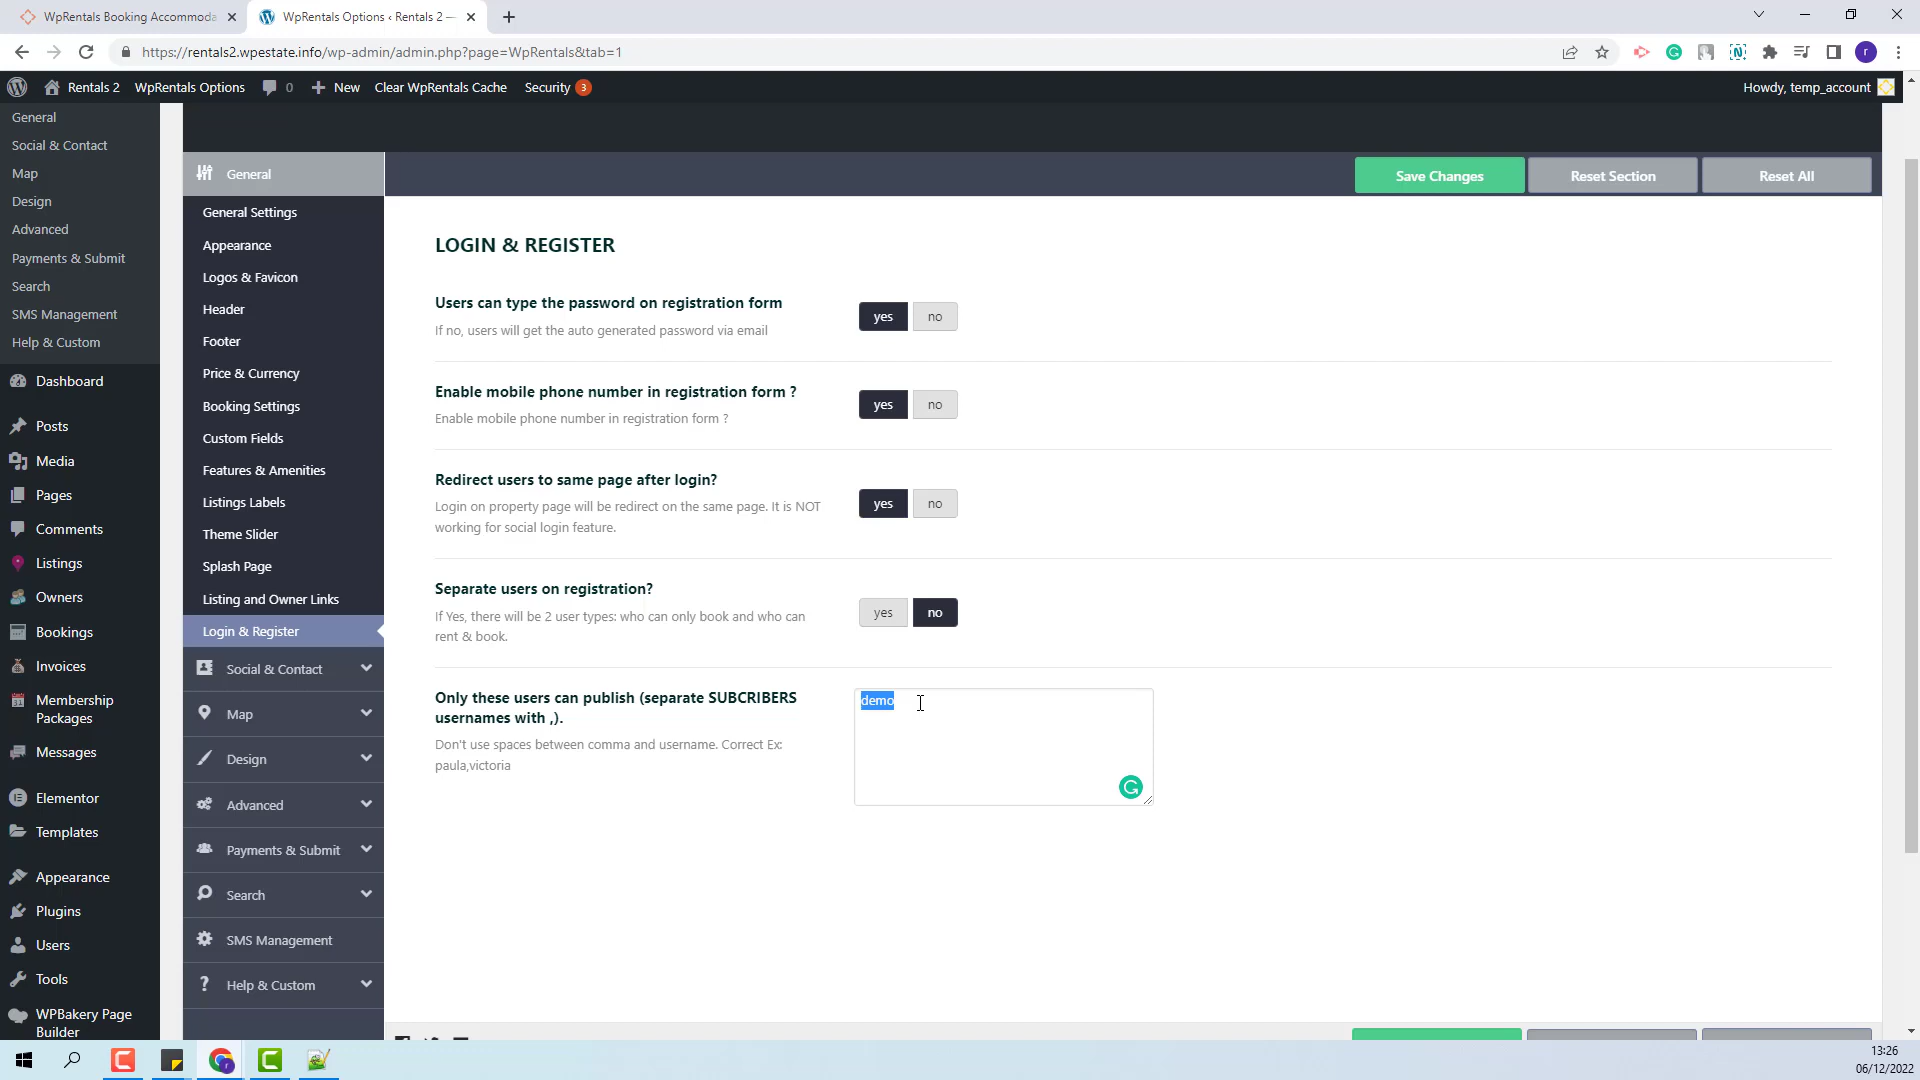 WpRentals Booking Accommoda
WpRentals Options ‹ Rentals 2 —
https://rentals2.wpestate.info/wp-admin/admin.php?page=WpRentals&tab=1
r
Rentals 2
WpRentals Options
0
New
Clear WpRentals Cache
Security 3
Howdy, temp_account
General
Social & Contact
Map
Design
Advanced
Payments & Submit
Search
SMS Management
Help & Custom
Dashboard
Posts
Media
Pages
Comments
Listings
Owners
Bookings
Invoices
Membership
Packages
Messages
Elementor
Templates
Appearance
Plugins
Users
Tools
WPBakery Page
Builder
General
General Settings
Appearance
Logos & Favicon
Header
Footer
Price & Currency
Booking Settings
Custom Fields
Features & Amenities
Listings Labels
Theme Slider
Splash Page
Listing and Owner Links
Login & Register
Social & Contact
Map
Design
Advanced
Payments & Submit
Search
SMS Management
Help & Custom
Save Changes
Reset Section
Reset All
LOGIN & REGISTER
Users can type the password on registration form
If no, users will get the auto generated password via email
yes no
Enable mobile phone number in registration form ?
Enable mobile phone number in registration form ?
yes no
Redirect users to same page after login?
Login on property page will be redirect on the same page. It is NOT
working for social login feature.
yes no
Separate users on registration?
If Yes, there will be 2 user types: who can only book and who can
rent & book.
yes no
Only these users can publish (separate SUBCRIBERS
usernames with ,).
Don't use spaces between comma and username. Correct Ex:
paula,victoria
demo
13:26
06/12/2022